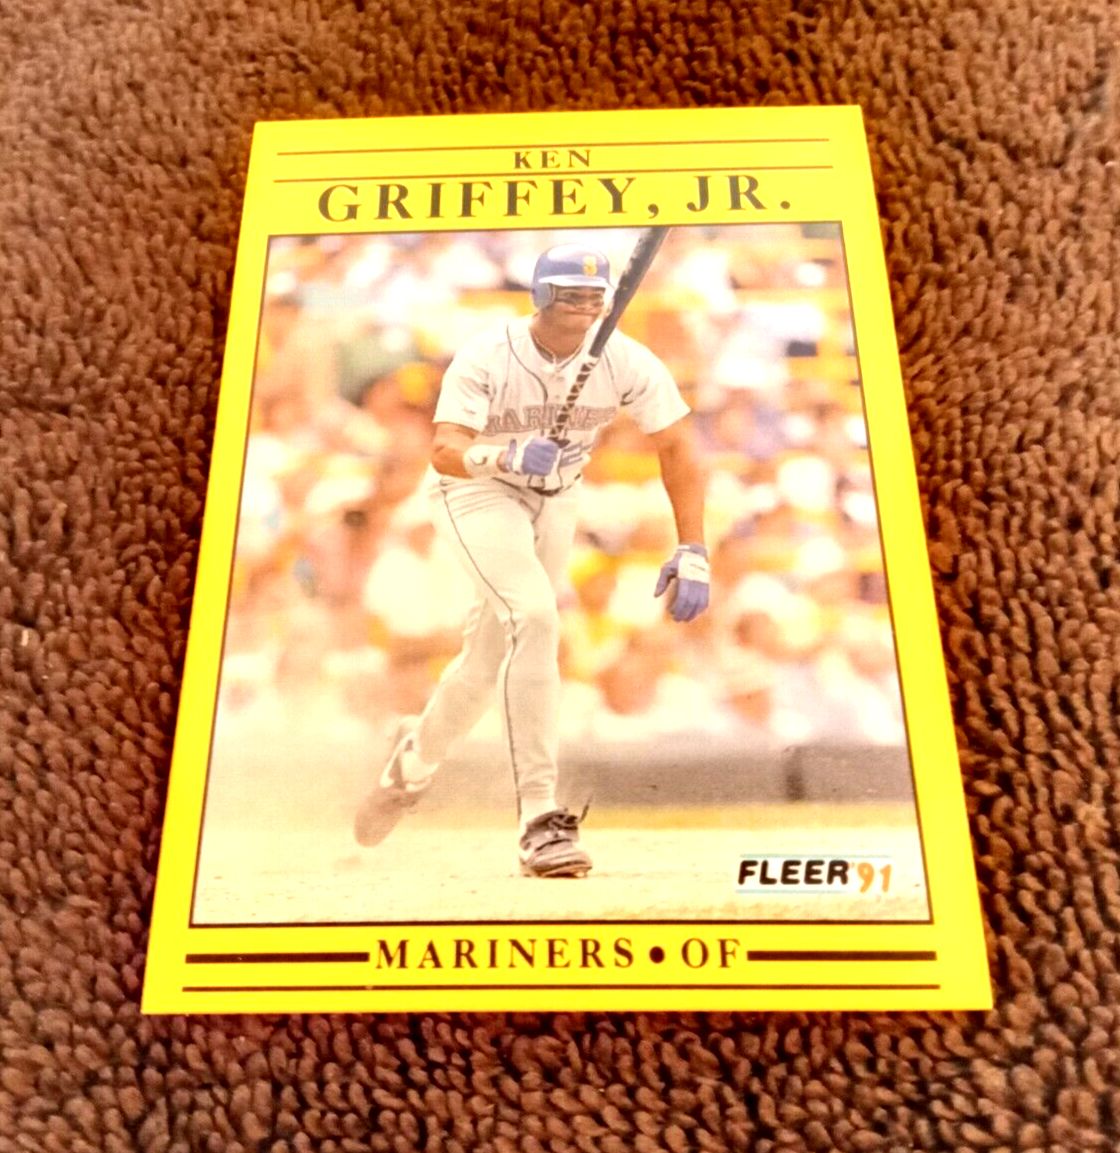 KEN
GRIFFEY, JR.
S
MARINERS
FLEER '91
MARINERS • OF